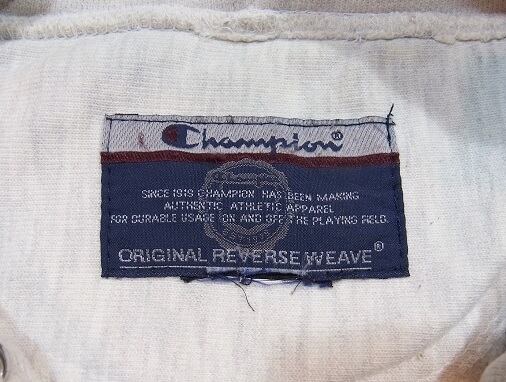 Champion®
SINCE 1919 CHAMPION HAS BEEN MAKING
AUTHENTIC ATHLETIC APPAREL
FOR DURABLE USAGE ON AND OFF THE PLAYING FIELD.
ORIGINAL REVERSE WEAVE®